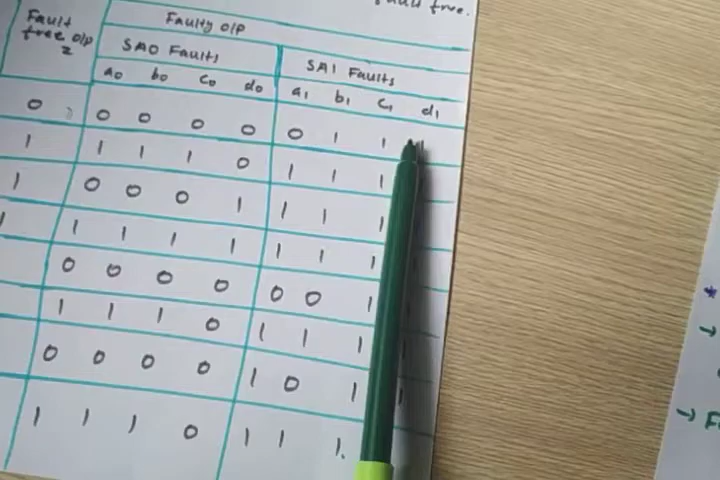 fault free.
Fault
free o/p
z
Faulty o/p
SA0 Faults
SA1 Faults
a0 b0 c0 d0
a1 b1 c1 d1
0 0 0 0 0 0 1 1
1 1 1 1 0 1 1 1
1 0 0 0 1 1 1 1
1 1 1 1 1 1 1 1
0 0 0 0 0 0 1
1 1 1 0 1 1 1
0 0 0 0 1 0 1 1
1 1 1 0 1 1 1.
*
→
→ F